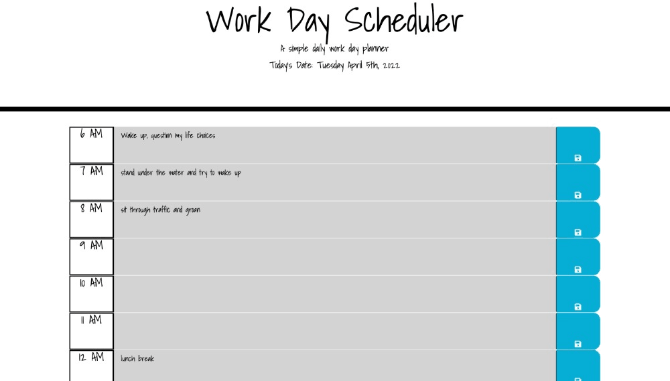 Work Day Scheduler
A simple daily work day planner
Today's Date: Tuesday April 5th, 2022
6 AM
Wake up, question my life choices
7 AM
stand under the water and try to wake up
8 AM
sit through traffic and groan
9 AM
10 AM
11 AM
12 AM
lunch break